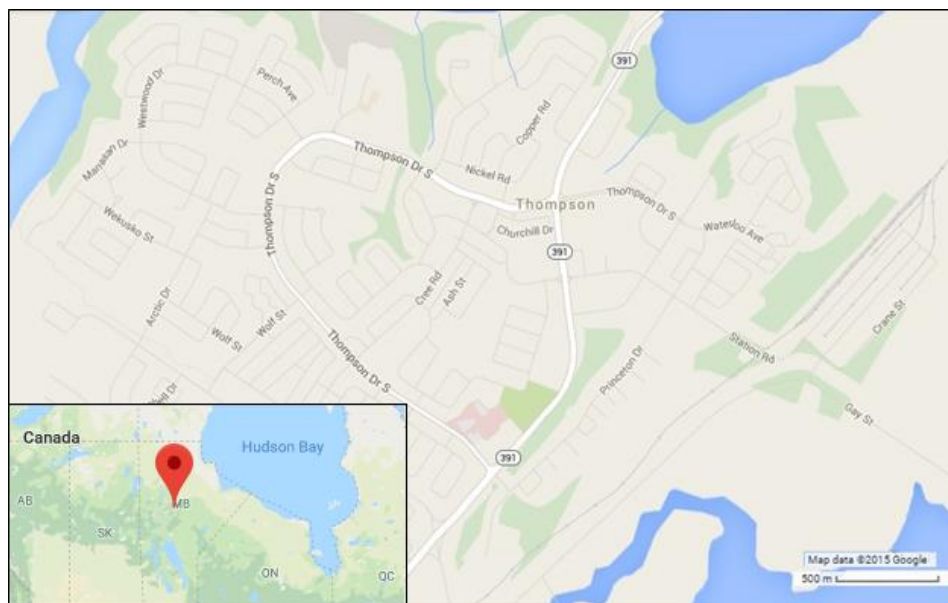 391
Perch Ave
Westwood Dr
Copper Rd
Manasan Dr
Thompson Dr S
Nickel Rd
Thompson Dr S
Thompson
Thompson Dr S
Wekusko St
Churchill Dr
Waterloo Ave
391
Cree Rd
Ash St
Arctic Dr
Wolf St
Wolf St
Crane St
Station Rd
Thompson Dr S
Princeton Dr
Gay St
391
Canada
Hudson Bay
AB
MB
SK
ON
QC
Map data ©2015 Google
500 m